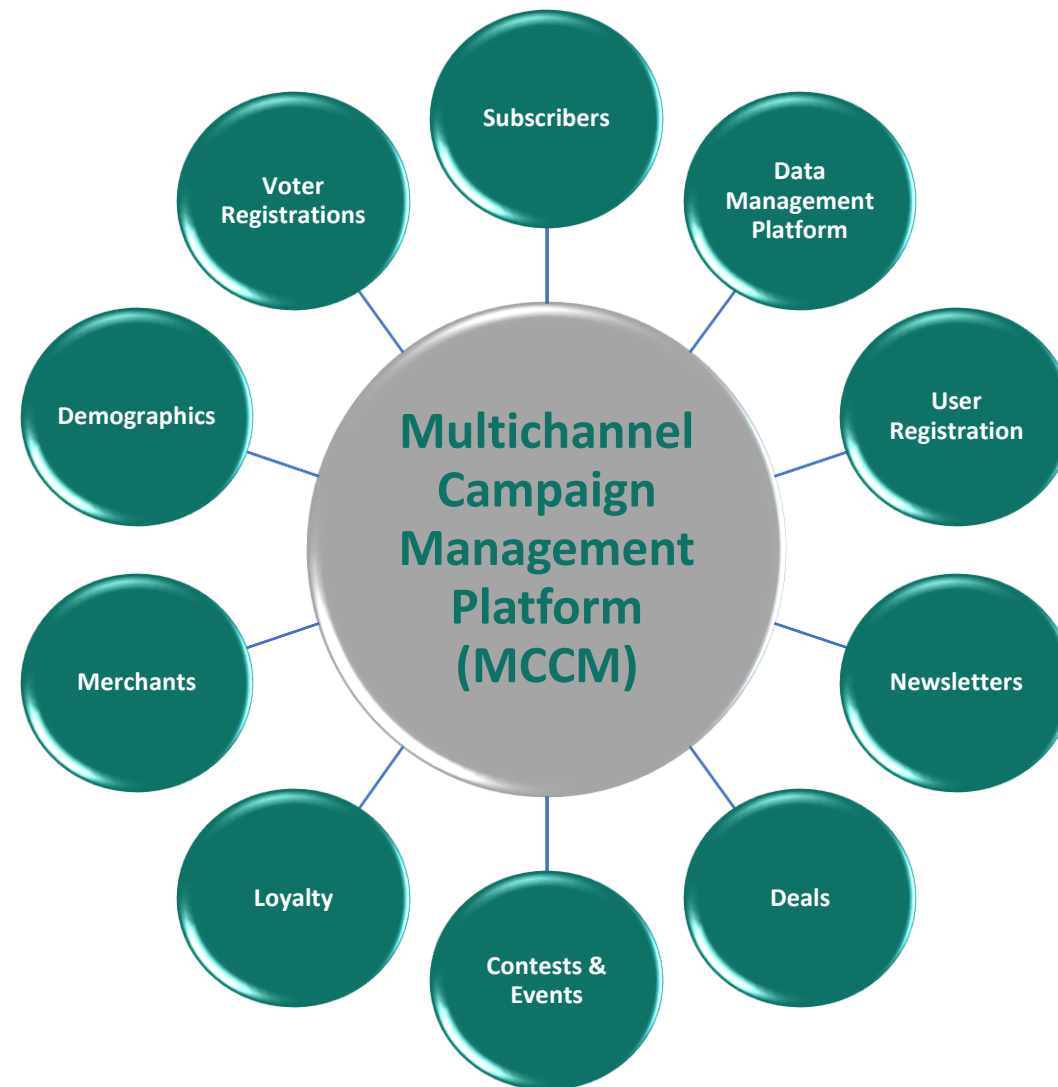 Subscribers
Data
Management
Platform
User
Registration
Newsletters
Deals
Contests &
Events
Loyalty
Merchants
Demographics
Voter
Registrations
Multichannel
Campaign
Management
Platform
(MCCM)